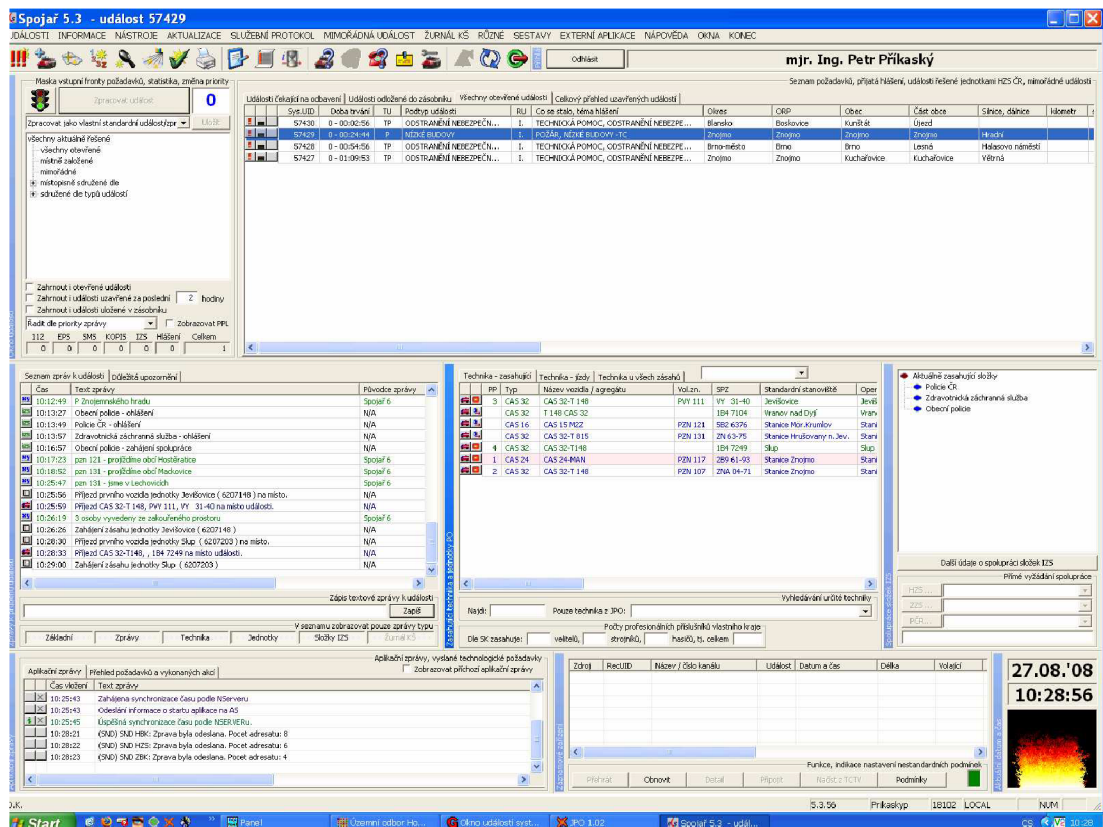 Spojař 5.3 - událost 57429
UDÁLOSTI INFORMACE NÁSTROJE AKTUALIZACE SLUŽEBNÍ PROTOKOL MIMOŘÁDNÁ UDÁLOST ŽURNÁL KŠ RŮZNÉ SESTAVY EXTERNÍ APLIKACE NÁPOVĚDA OKNA KONEC
Odhlásit
mjr. Ing. Petr Příkaský
Maska vstupní fronty požadavků, statistika, změna priority
Seznam požadavků, přijatá hlášení, události řešené jednotkami HZS ČR, mimořádné události
Zpracovat událost
0
Zpracovat jako vlastní standardní událost/zpr
Uložit
všechny aktuálně řešené
všechny otevřené
místně založené
mimořádné
místopisně sdružené dle
sdružené dle typů událostí
Zahrnout i otevřené události
Zahrnout i události uzavřené za poslední 2 hodiny
Zahrnout i události uložené v zásobníku
Řadit dle priority zprávy
Zobrazovat PPL
112 EPS SMS KOPIS IZS Hlášení Celkem
0 0 0 0 0 0 1
Události čekající na odbavení Události odložené do zásobníku Všechny otevřené události Celkový přehled uzavřených událostí
Sys.UID Doba trvání TU Podtyp události RU Co se stalo, téma hlášení Okres ORP Obec Část obce Silnice, dálnice kilometr
57430 0 - 00:02:56 TP ODSTRANĚNÍ NEBEZPEČN... I. TECHNICKÁ POMOC, ODSTRANĚNÍ NEBEZPE... Blansko Boskovice Kunštát Újezd
57429 0 - 00:24:44 P NÍZKÉ BUDOVY I. POŽÁR, NÍZKÉ BUDOVY -TC Znojmo Znojmo Znojmo Znojmo Hradní
57428 0 - 00:54:56 TP ODSTRANĚNÍ NEBEZPEČN... I. TECHNICKÁ POMOC, ODSTRANĚNÍ NEBEZPE... Brno-město Brno Brno Lesná Halasovo náměstí
57427 0 - 01:09:53 TP ODSTRANĚNÍ NEBEZPEČN... I. TECHNICKÁ POMOC, ODSTRANĚNÍ NEBEZPE... Znojmo Znojmo Kuchařovice Kuchařovice Větrná
Seznam zpráv k události Důležitá upozornění
Čas Text zprávy Původce zprávy
10:12:49 P Znojemského hradu Spojař 6
10:13:27 Obecní policie - ohlášení N/A
10:13:49 Policie ČR - ohlášení N/A
10:13:57 Zdravotnická záchranná služba - ohlášení N/A
10:16:57 Obecní policie - zahájení spolupráce N/A
10:17:23 pzn 121 - projíždíme obcí Hostěratice Spojař 6
10:18:52 pzn 131 - projíždíme obcí Mackovice Spojař 6
10:25:47 pzn 131 - jsme v Lechovicích Spojař 6
10:25:56 Příjezd prvního vozidla jednotky Jevišovice ( 6207148 ) na místo. N/A
10:25:59 Příjezd CAS 32-T 148, PVY 111, VY 31-40 na místo události. N/A
10:26:19 3 osoby vyvedeny ze zakouřeného prostoru Spojař 6
10:26:26 Zahájení zásahu jednotky Jevišovice ( 6207148 ) N/A
10:28:30 Příjezd prvního vozidla jednotky Slup ( 6207203 ) na místo. N/A
10:28:33 Příjezd CAS 32-T148, , 1B4 7249 na místo události. N/A
10:29:00 Zahájení zásahu jednotky Slup ( 6207203 ) N/A
Zápis textové zprávy k události
Zapiš
V seznamu zobrazovat pouze zprávy typu
Základní Zprávy Technika Jednotky Složky IZS Žurnál KŠ
Zasahující technika a jednotky PO
Technika - zasahující Technika - jízdy Technika u všech zásahů
PP Typ Název vozidla / agregátu Vol.zn. SPZ Standardní stanoviště Oper
3 CAS 32 CAS 32-T 148 PVY 111 VY 31-40 Jevišovice Jeviš
CAS 32 T 148 CAS 32 1B4 7104 Vranov nad Dyjí Vran
CAS 16 CAS 15 M2Z PZN 121 5B2 6376 Stanice Mor.Krumlov Stani
CAS 32 CAS 32-T 815 PZN 131 ZN 63-75 Stanice Hrušovany n. Jev. Stani
4 CAS 32 CAS 32-T148 1B4 7249 Slup Slup
1 CAS 24 CAS 24-MAN PZN 117 2B9 61-93 Stanice Znojmo Stani
2 CAS 32 CAS 32-T 148 PZN 107 ZNA 04-71 Stanice Znojmo Stani
Vyhledávání určité techniky
Najdi: Pouze technika z JPO:
Počty profesionálních příslušníků vlastního kraje
Dle SK zasahuje: velitelů, strojníků, hasičů, tj. celkem
Spolupráce složek IZS
Aktuálně zasahující složky
Policie ČR
Zdravotnická záchranná služba
Obecní policie
Další údaje o spolupráci složek IZS
Přímé vyžádání spolupráce
HZS ...
ZZS ...
PČR...
Aplikační zprávy, vyslané technologické požadavky
Aplikační zprávy Přehled požadavků a vykonaných akcí Zobrazovat příchozí aplikační zprávy
Čas vložení Text zprávy
10:25:43 Zahájena synchronizace času podle NServeru
10:25:43 Odeslání informace o startu aplikace na AS
10:25:45 Úspěšná synchronizace času podle NSERVERu.
10:28:21 (SND) SND HBK: Zprava byla odeslana. Pocet adresatu: 8
10:28:22 (SND) SND HZS: Zprava byla odeslana. Pocet adresatu: 6
10:28:23 (SND) SND ZBK: Zprava byla odeslana. Pocet adresatu: 4
Zdroj RecUID Název / číslo kanálu Událost Datum a čas Délka Volající
Funkce, indikace nastavení nestandardních podmínek
Přehrát Obnovit Detail Připojit Načíst z TCTV Podmínky
Aktuální datum a čas
27.08.'08
10:28:56
O.K. 5.3.56 Prikaskyp 18102 LOCAL NUM
Start Panel Územní odbor Ho... Okno událostí syst... JPO 1.02 Spojař 5.3 - udál... CS 10:28